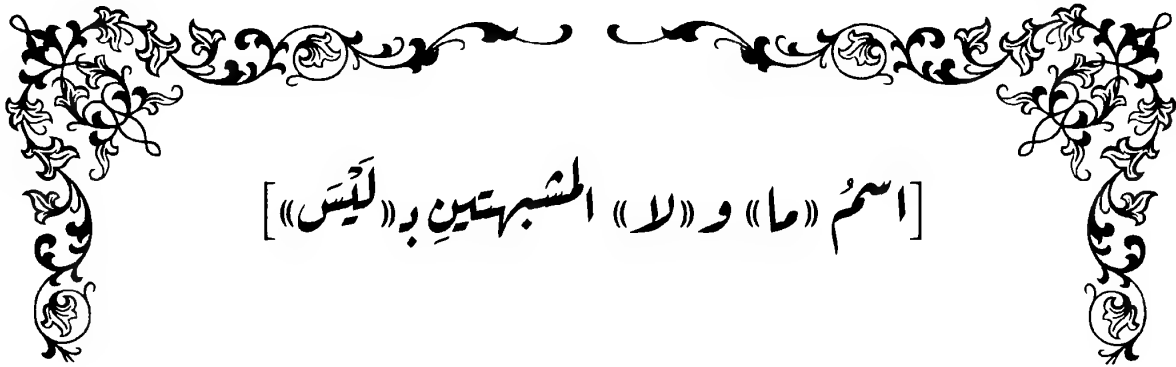 [اسمُ «ما» و «لا» المشبهتينِ بـ«لَيْسَ»]